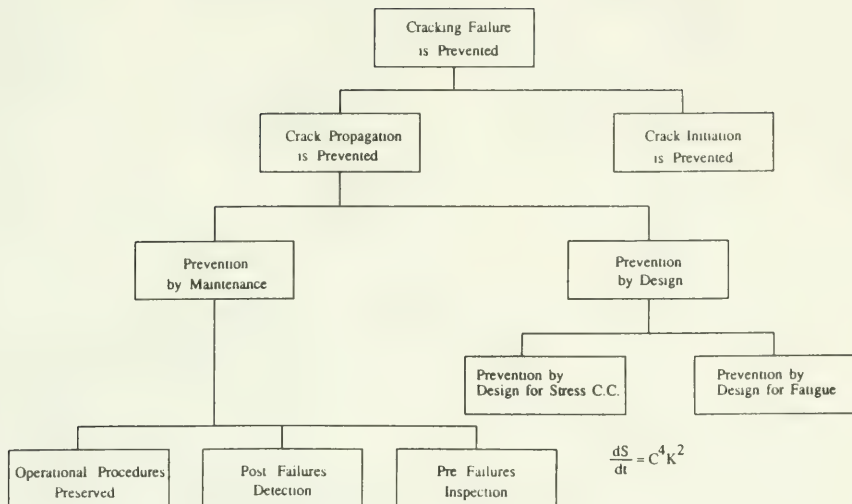 Cracking Failure
is Prevented
Crack Propagation
is Prevented
Crack Initiation
is Prevented
Prevention
by Maintenance
Prevention
by Design
Prevention by
Design for Stress C.C.
Prevention by
Design for Fatigue
dS/dt = C⁴K²
Operational Procedures
Preserved
Post Failures
Detection
Pre Failures
Inspection